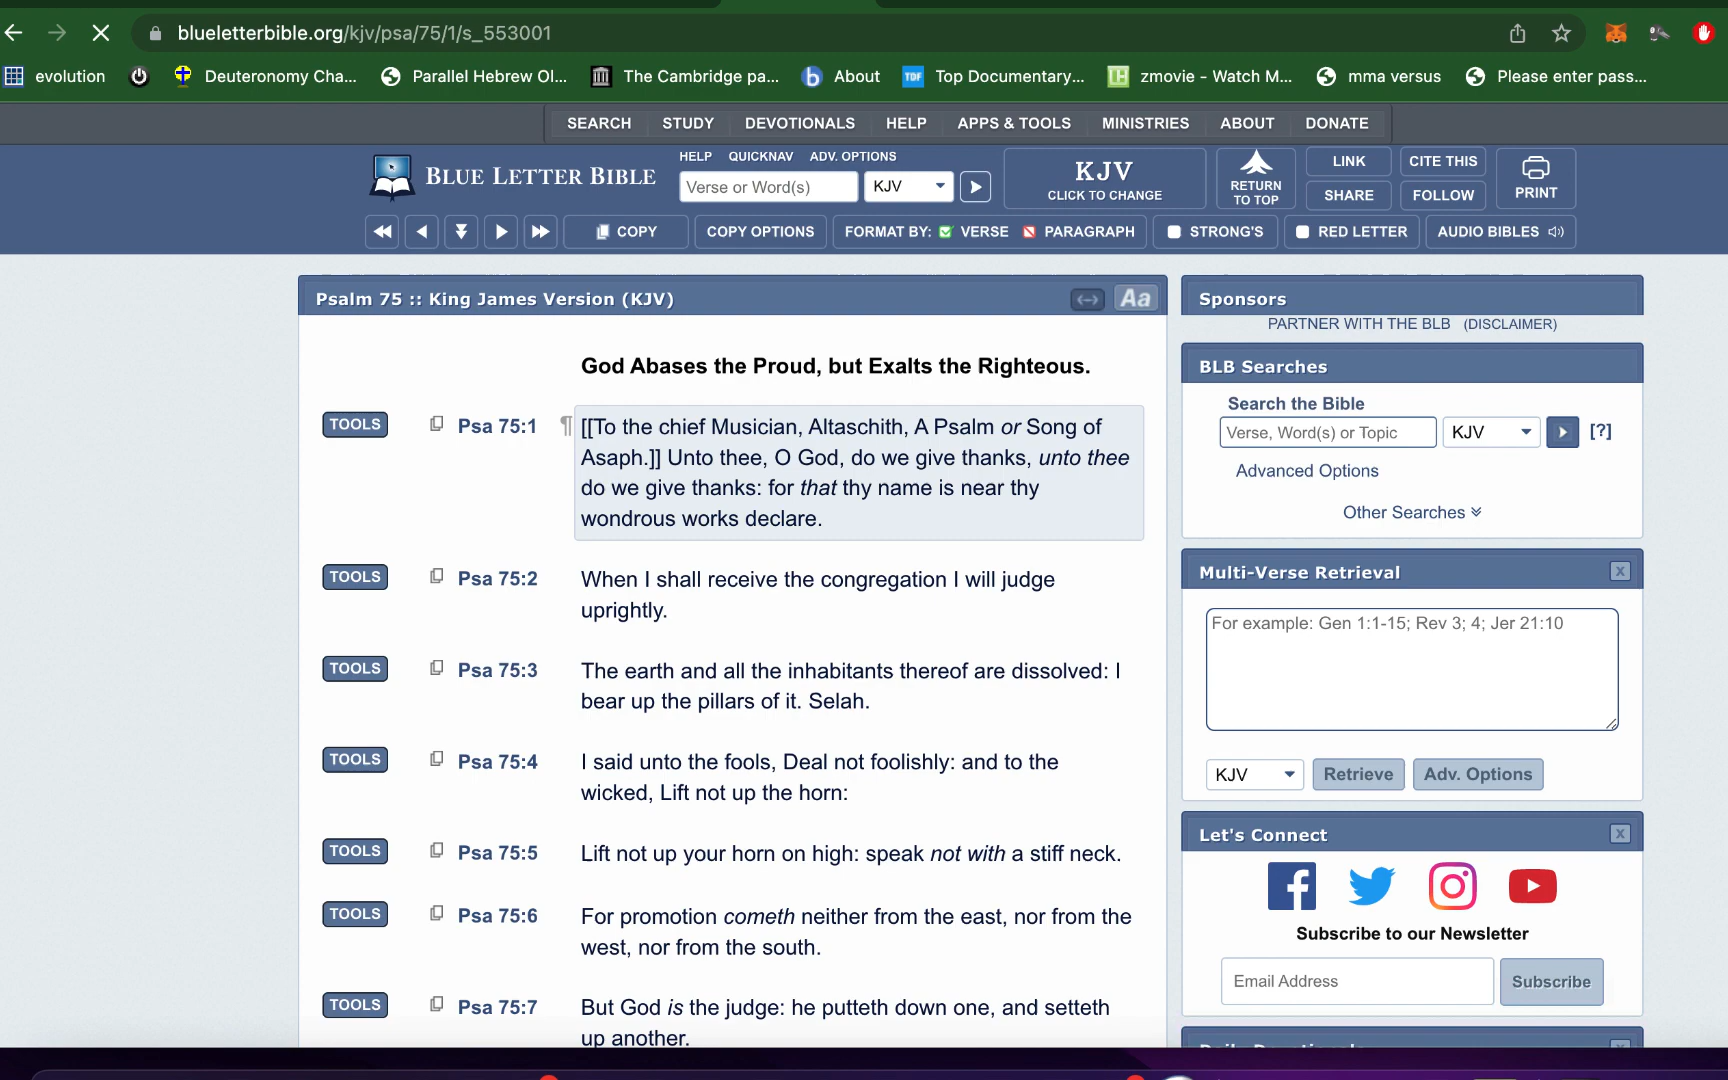 blueletterbible.org/kjv/psa/75/1/s_553001
evolution Deuteronomy Cha... Parallel Hebrew Ol... The Cambridge pa... About Top Documentary... zmovie - Watch M... mma versus Please enter pass...
SEARCH STUDY DEVOTIONALS HELP APPS & TOOLS MINISTRIES ABOUT DONATE
BLUE LETTER BIBLE
HELP QUICKNAV ADV. OPTIONS
Verse or Word(s) KJV
KJV
CLICK TO CHANGE
RETURN
TO TOP
LINK CITE THIS
SHARE FOLLOW
PRINT
COPY COPY OPTIONS FORMAT BY: VERSE PARAGRAPH STRONG'S RED LETTER AUDIO BIBLES
Psalm 75 :: King James Version (KJV) Aa
God Abases the Proud, but Exalts the Righteous.
TOOLS Psa 75:1 ¶ [[To the chief Musician, Altaschith, A Psalm or Song of
Asaph.]] Unto thee, O God, do we give thanks, unto thee
do we give thanks: for that thy name is near thy
wondrous works declare.
TOOLS Psa 75:2 When I shall receive the congregation I will judge
uprightly.
TOOLS Psa 75:3 The earth and all the inhabitants thereof are dissolved: I
bear up the pillars of it. Selah.
TOOLS Psa 75:4 I said unto the fools, Deal not foolishly: and to the
wicked, Lift not up the horn:
TOOLS Psa 75:5 Lift not up your horn on high: speak not with a stiff neck.
TOOLS Psa 75:6 For promotion cometh neither from the east, nor from the
west, nor from the south.
TOOLS Psa 75:7 But God is the judge: he putteth down one, and setteth
up another.
Sponsors
PARTNER WITH THE BLB (DISCLAIMER)
BLB Searches
Search the Bible
Verse, Word(s) or Topic KJV [?]
Advanced Options
Other Searches
Multi-Verse Retrieval x
For example: Gen 1:1-15; Rev 3; 4; Jer 21:10
KJV Retrieve Adv. Options
Let's Connect x
Subscribe to our Newsletter
Email Address Subscribe